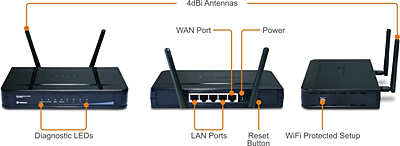 4dBi Antennas
WAN Port
Power
Diagnostic LEDs
LAN Ports
Reset
Button
WiFi Protected Setup